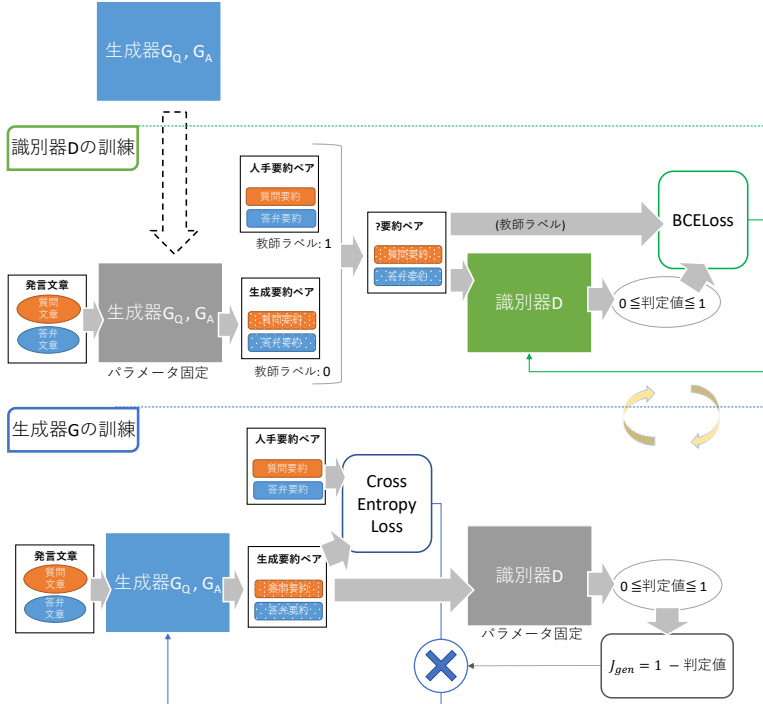 生成器G_Q, G_A
識別器Dの訓練
人手要約ペア
質問要約
答弁要約
教師ラベル: 1
?要約ペア
質問要約
答弁要約
(教師ラベル)
BCELoss
発言文章
質問
文章
答弁
文章
生成器G_Q, G_A
パラメータ固定
生成要約ペア
質問要約
答弁要約
教師ラベル: 0
識別器D
0 ≦判定値≦ 1
生成器Gの訓練
人手要約ペア
質問要約
答弁要約
Cross
Entropy
Loss
発言文章
質問
文章
答弁
文章
生成器G_Q, G_A
生成要約ペア
質問要約
答弁要約
識別器D
パラメータ固定
0 ≦判定値≦ 1
J_gen = 1 − 判定値